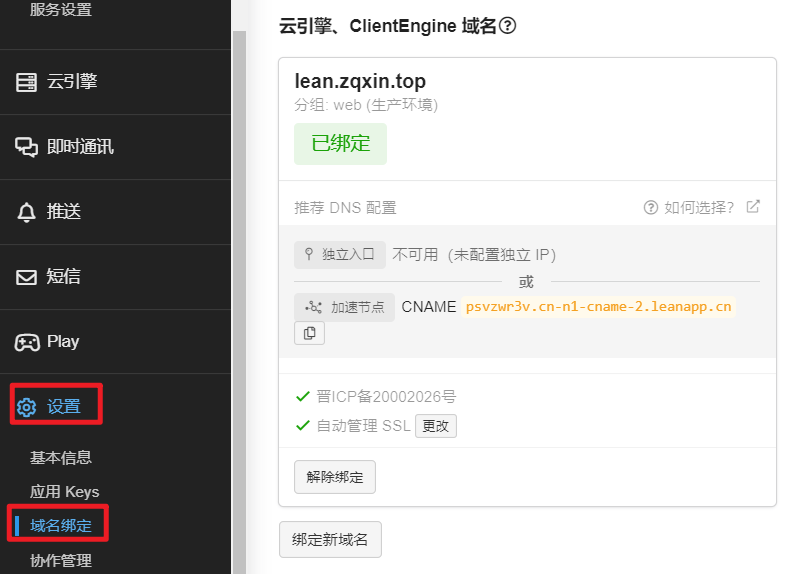 服务设置
云引擎
即时通讯
推送
短信
Play
设置
基本信息
应用 Keys
域名绑定
协作管理
云引擎、ClientEngine 域名
lean.zqxin.top
分组: web (生产环境)
已绑定
推荐 DNS 配置 如何选择?
独立入口 不可用 (未配置独立 IP)
或
加速节点 CNAME psvzwr3v.cn-n1-cname-2.leanapp.cn
晋ICP备20002026号
自动管理 SSL 更改
解除绑定
绑定新域名